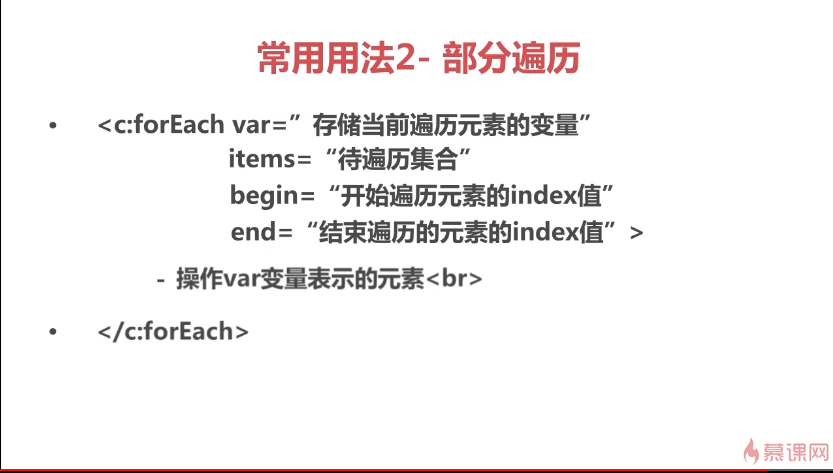 常用用法2- 部分遍历
• <c:forEach var=”存储当前遍历元素的变量”
items=“待遍历集合”
begin=“开始遍历元素的index值”
end=“结束遍历的元素的index值”>
- 操作var变量表示的元素<br>
• </c:forEach>
慕课网